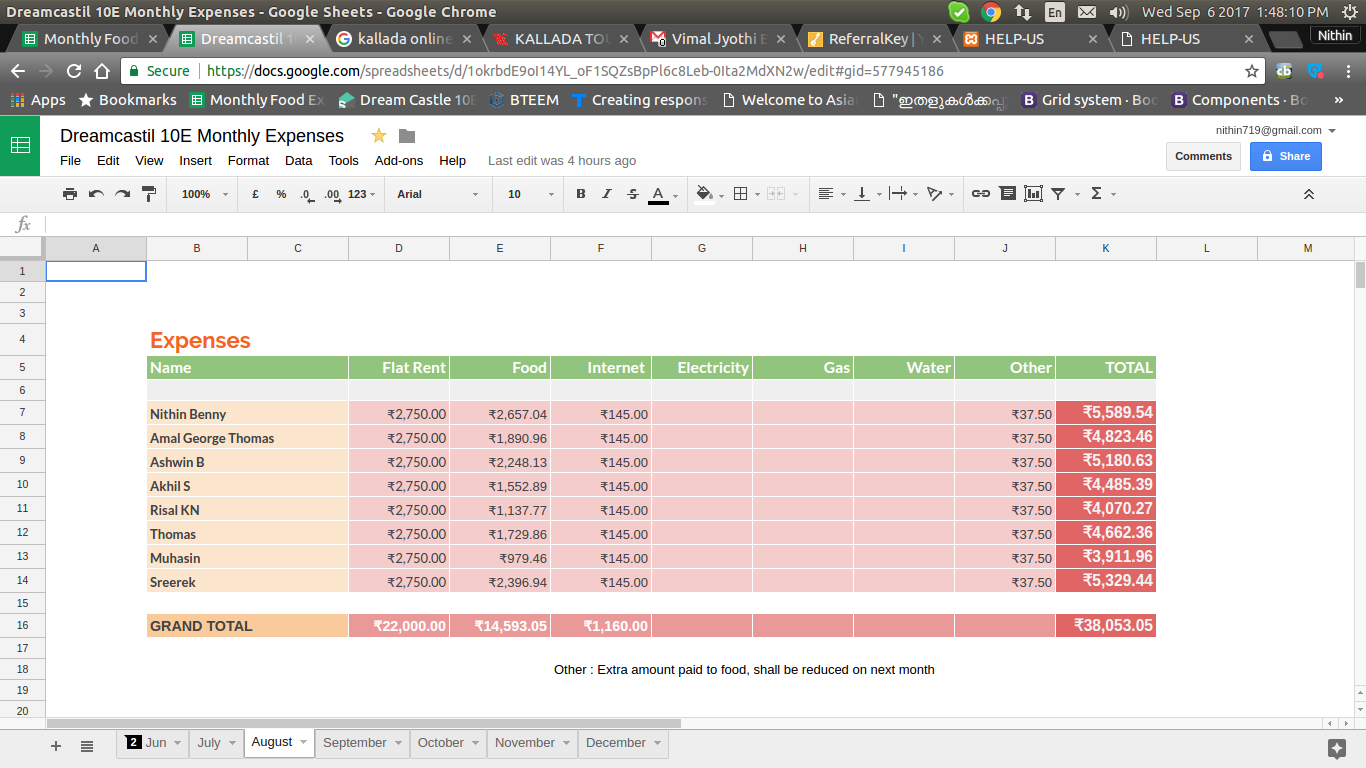 Dreamcastil 10E Monthly Expenses - Google Sheets - Google Chrome En Wed Sep 6 2017 1:48:10 PM
Monthly Food Dreamcastil 1 kallada online KALLADA TOU Vimal Jyothi E ReferralKey | Y HELP-US HELP-US Nithin
Secure https://docs.google.com/spreadsheets/d/1okrbdE9oI14YL_oF1SQZsBpPl6c8Leb-0Ita2MdXN2w/edit#gid=577945186 cb
Apps Bookmarks Monthly Food Ex Dream Castle 10E BTEEM Creating respons Welcome to Asia "ഇതളുകൾക്കപ്പു Grid system · Boo Components · Bo »
Dreamcastil 10E Monthly Expenses nithin719@gmail.com
File Edit View Insert Format Data Tools Add-ons Help Last edit was 4 hours ago Comments Share
100% £ % .0 .00 123 Arial 10 B I S A Σ
fx
A B C D E F G H I J K L M
1
2
3
4 Expenses
5 Name Flat Rent Food Internet Electricity Gas Water Other TOTAL
6
7 Nithin Benny ₹2,750.00 ₹2,657.04 ₹145.00 ₹37.50 ₹5,589.54
8 Amal George Thomas ₹2,750.00 ₹1,890.96 ₹145.00 ₹37.50 ₹4,823.46
9 Ashwin B ₹2,750.00 ₹2,248.13 ₹145.00 ₹37.50 ₹5,180.63
10 Akhil S ₹2,750.00 ₹1,552.89 ₹145.00 ₹37.50 ₹4,485.39
11 Risal KN ₹2,750.00 ₹1,137.77 ₹145.00 ₹37.50 ₹4,070.27
12 Thomas ₹2,750.00 ₹1,729.86 ₹145.00 ₹37.50 ₹4,662.36
13 Muhasin ₹2,750.00 ₹979.46 ₹145.00 ₹37.50 ₹3,911.96
14 Sreerek ₹2,750.00 ₹2,396.94 ₹145.00 ₹37.50 ₹5,329.44
15
16 GRAND TOTAL ₹22,000.00 ₹14,593.05 ₹1,160.00 ₹38,053.05
17
18 Other : Extra amount paid to food, shall be reduced on next month
19
20
+ 2 Jun July August September October November December